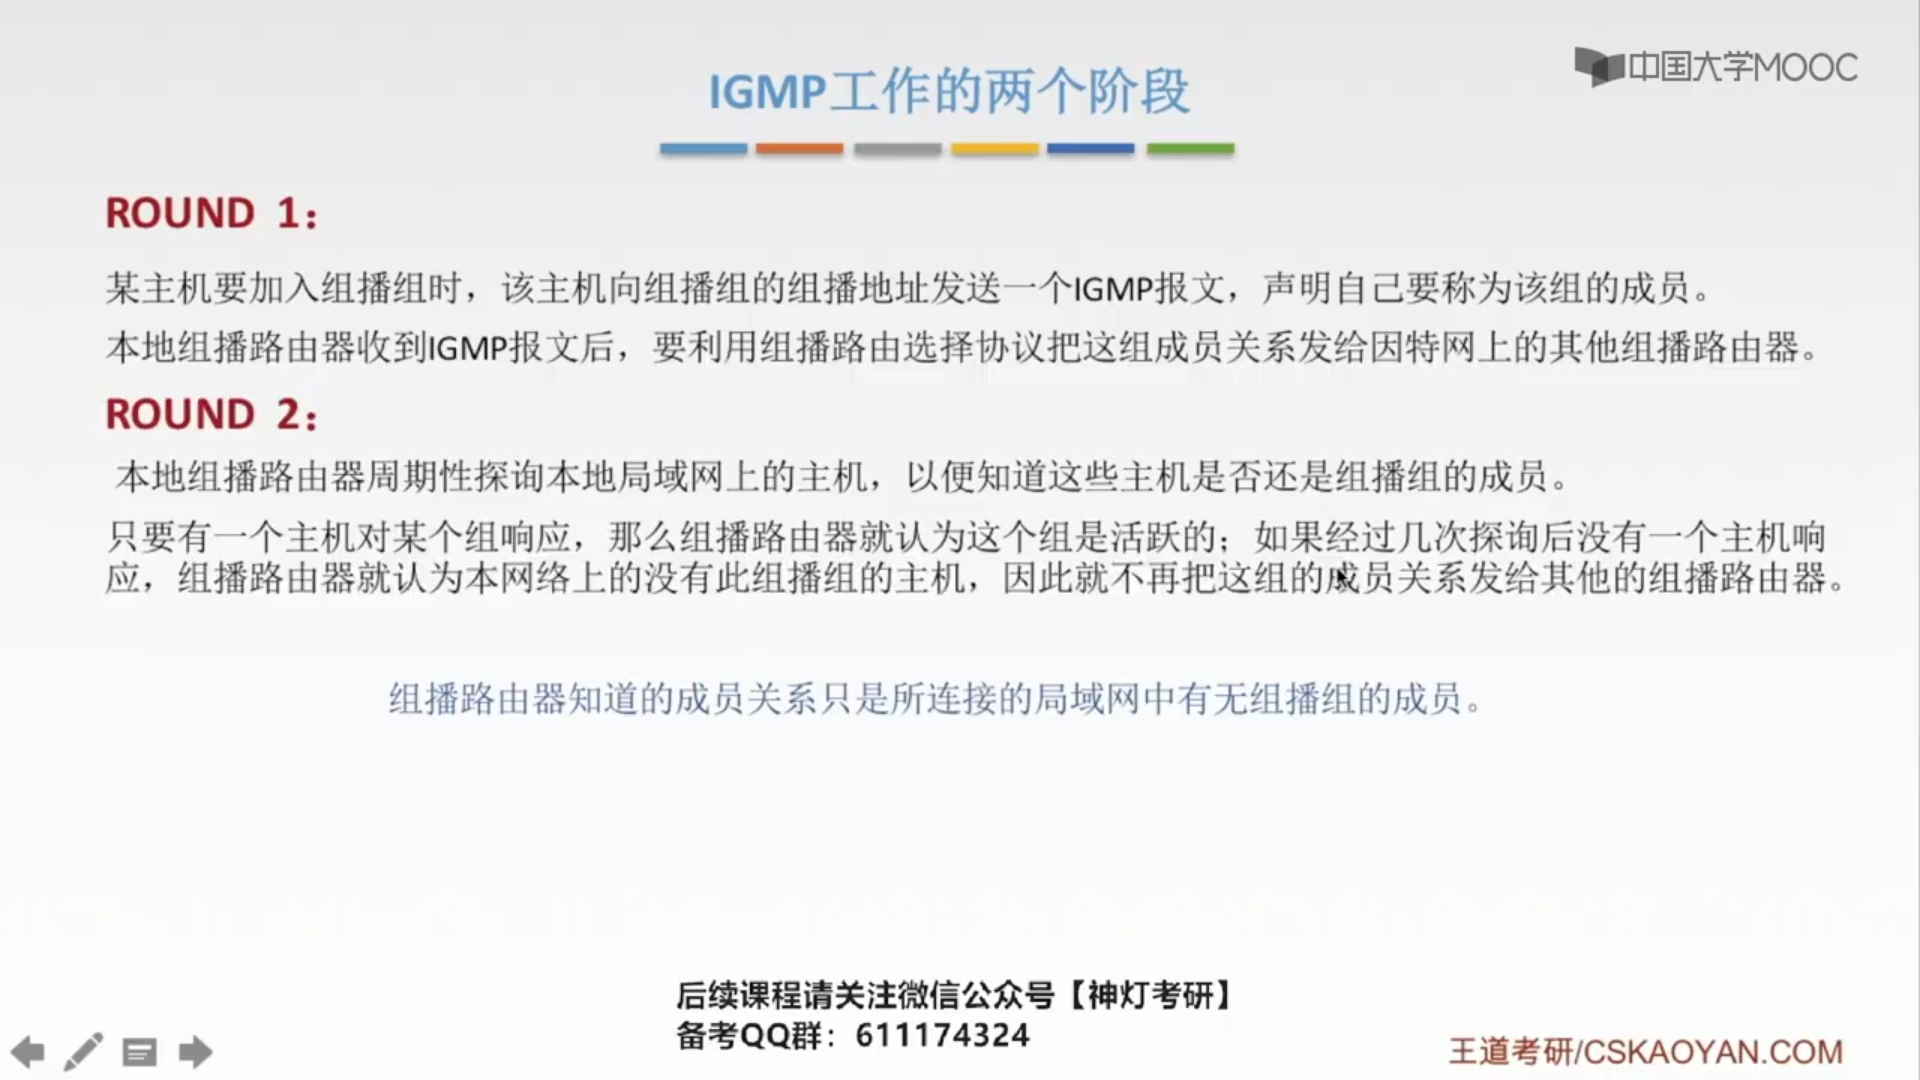 中国大学MOOC
IGMP工作的两个阶段
ROUND 1：
某主机要加入组播组时，该主机向组播组的组播地址发送一个IGMP报文，声明自己要称为该组的成员。
本地组播路由器收到IGMP报文后，要利用组播路由选择协议把这组成员关系发给因特网上的其他组播路由器。
ROUND 2：
本地组播路由器周期性探询本地局域网上的主机，以便知道这些主机是否还是组播组的成员。
只要有一个主机对某个组响应，那么组播路由器就认为这个组是活跃的；如果经过几次探询后没有一个主机响
应，组播路由器就认为本网络上的没有此组播组的主机，因此就不再把这组的成员关系发给其他的组播路由器。
组播路由器知道的成员关系只是所连接的局域网中有无组播组的成员。
后续课程请关注微信公众号【神灯考研】
备考QQ群：611174324
王道考研/CSKAOYAN.COM